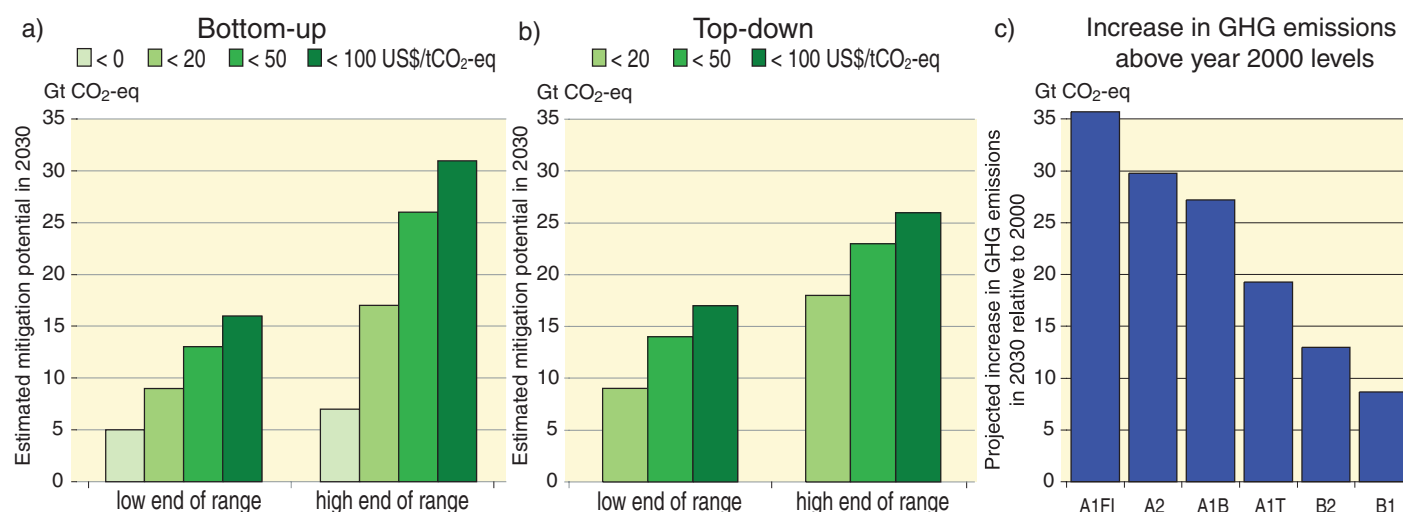 a) Bottom-up
< 0 < 20 < 50 < 100 US$/tCO₂-eq
Gt CO₂-eq
Estimated mitigation potential in 2030
35
30
25
20
15
10
5
0
low end of range high end of range
b) Top-down
< 20 < 50 < 100 US$/tCO₂-eq
Gt CO₂-eq
Estimated mitigation potential in 2030
35
30
25
20
15
10
5
0
low end of range high end of range
c) Increase in GHG emissions
above year 2000 levels
Gt CO₂-eq
Projected increase in GHG emissions
in 2030 relative to 2000
35
30
25
20
15
10
5
0
A1FI A2 A1B A1T B2 B1